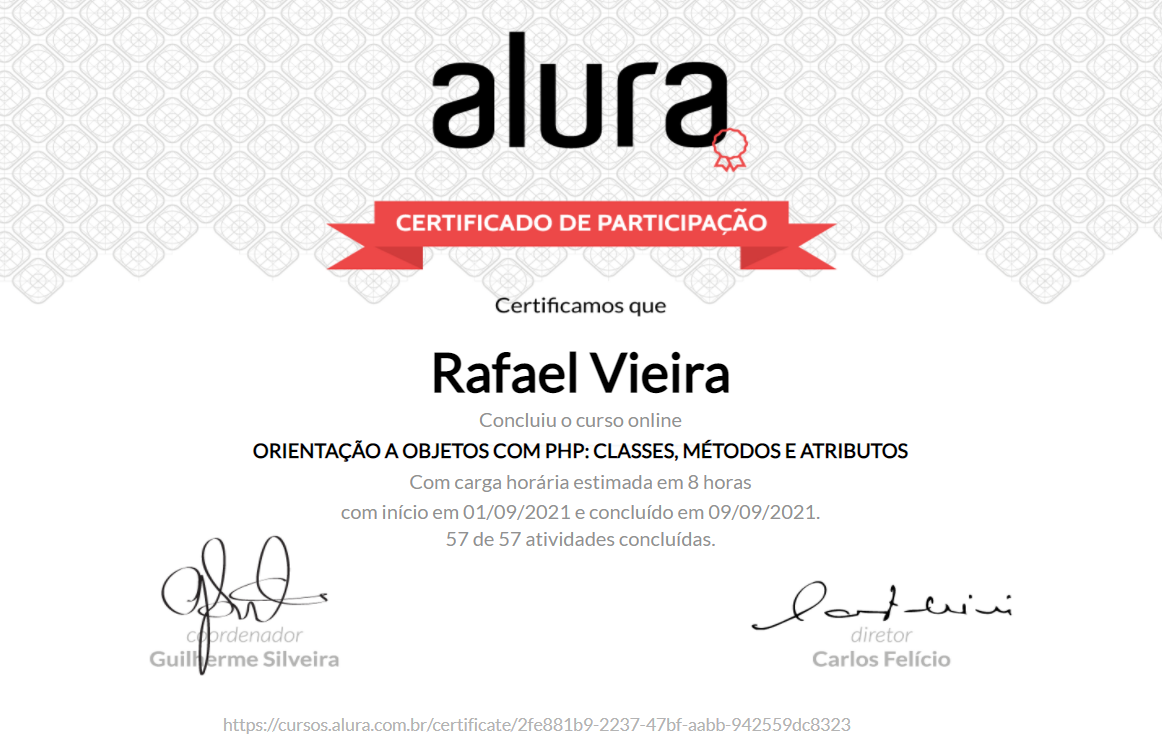 alura
CERTIFICADO DE PARTICIPAÇÃO
Certificamos que
Rafael Vieira
Concluiu o curso online
ORIENTAÇÃO A OBJETOS COM PHP: CLASSES, MÉTODOS E ATRIBUTOS
Com carga horária estimada em 8 horas
com início em 01/09/2021 e concluído em 09/09/2021.
57 de 57 atividades concluídas.
coordenador
Guilherme Silveira
diretor
Carlos Felício
https://cursos.alura.com.br/certificate/2fe881b9-2237-47bf-aabb-942559dc8323